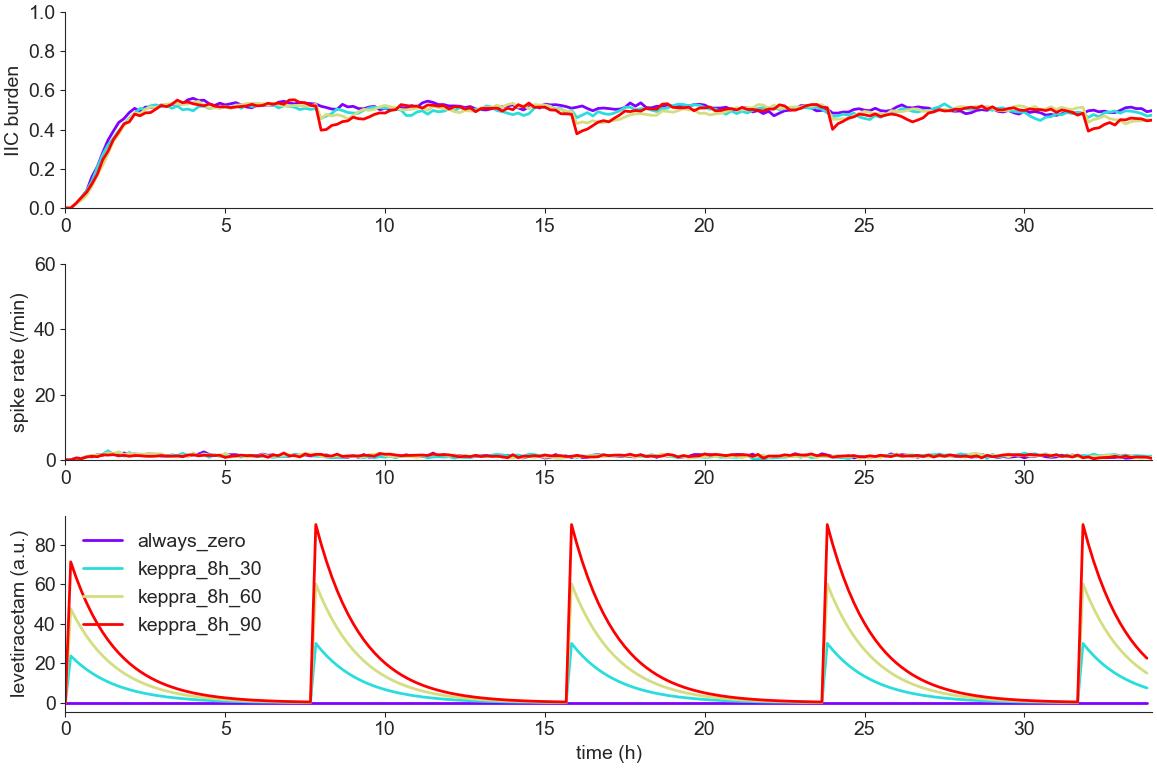 IIC burden
1.0
0.8
0.6
0.4
0.2
0.0
0 5 10 15 20 25 30
spike rate (/min)
60
40
20
0
0 5 10 15 20 25 30
levetiracetam (a.u.)
80
60
40
20
0
always_zero
keppra_8h_30
keppra_8h_60
keppra_8h_90
0 5 10 15 20 25 30
time (h)